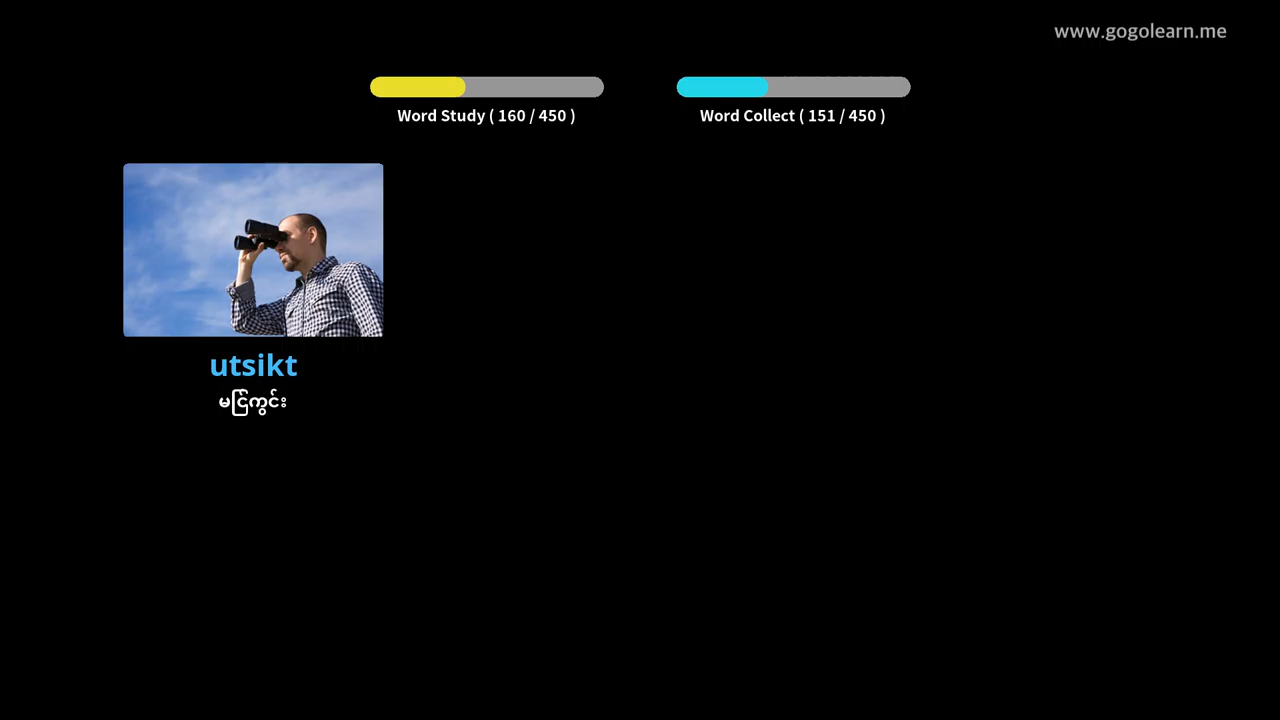 www.gogolearn.me
Word Study ( 160 / 450 )
Word Collect ( 151 / 450 )
utsikt
မြင်ကွင်း